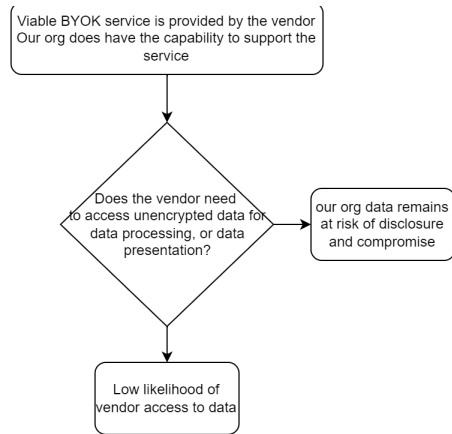 Viable BYOK service is provided by the vendor
Our org does have the capability to support the
service
Does the vendor need
to access unencrypted data for
data processing, or data
presentation?
our org data remains
at risk of disclosure
and compromise
Low likelihood of
vendor access to data